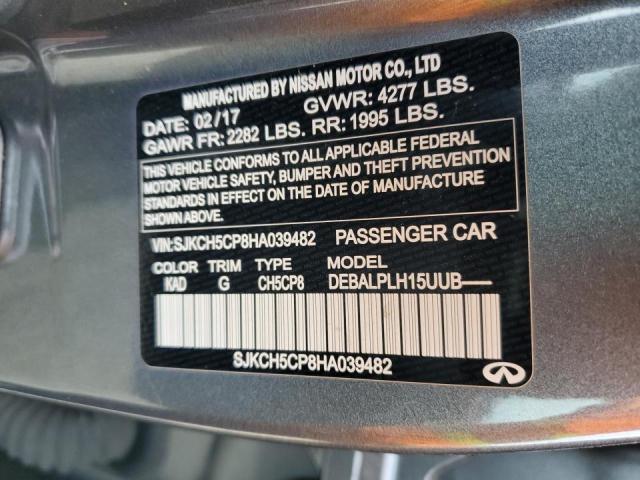 MANUFACTURED BY NISSAN MOTOR CO., LTD
DATE: 02/17 GVWR: 4277 LBS.
GAWR FR: 2282 LBS. RR: 1995 LBS.
THIS VEHICLE CONFORMS TO ALL APPLICABLE FEDERAL
MOTOR VEHICLE SAFETY, BUMPER AND THEFT PREVENTION
STANDARDS IN EFFECT ON THE DATE OF MANUFACTURE
SHOWN ABOVE.
VIN:SJKCH5CP8HA039482 PASSENGER CAR
COLOR TRIM TYPE MODEL
KAD G CH5CP8 DEBALPLH15UUB──
SJKCH5CP8HA039482